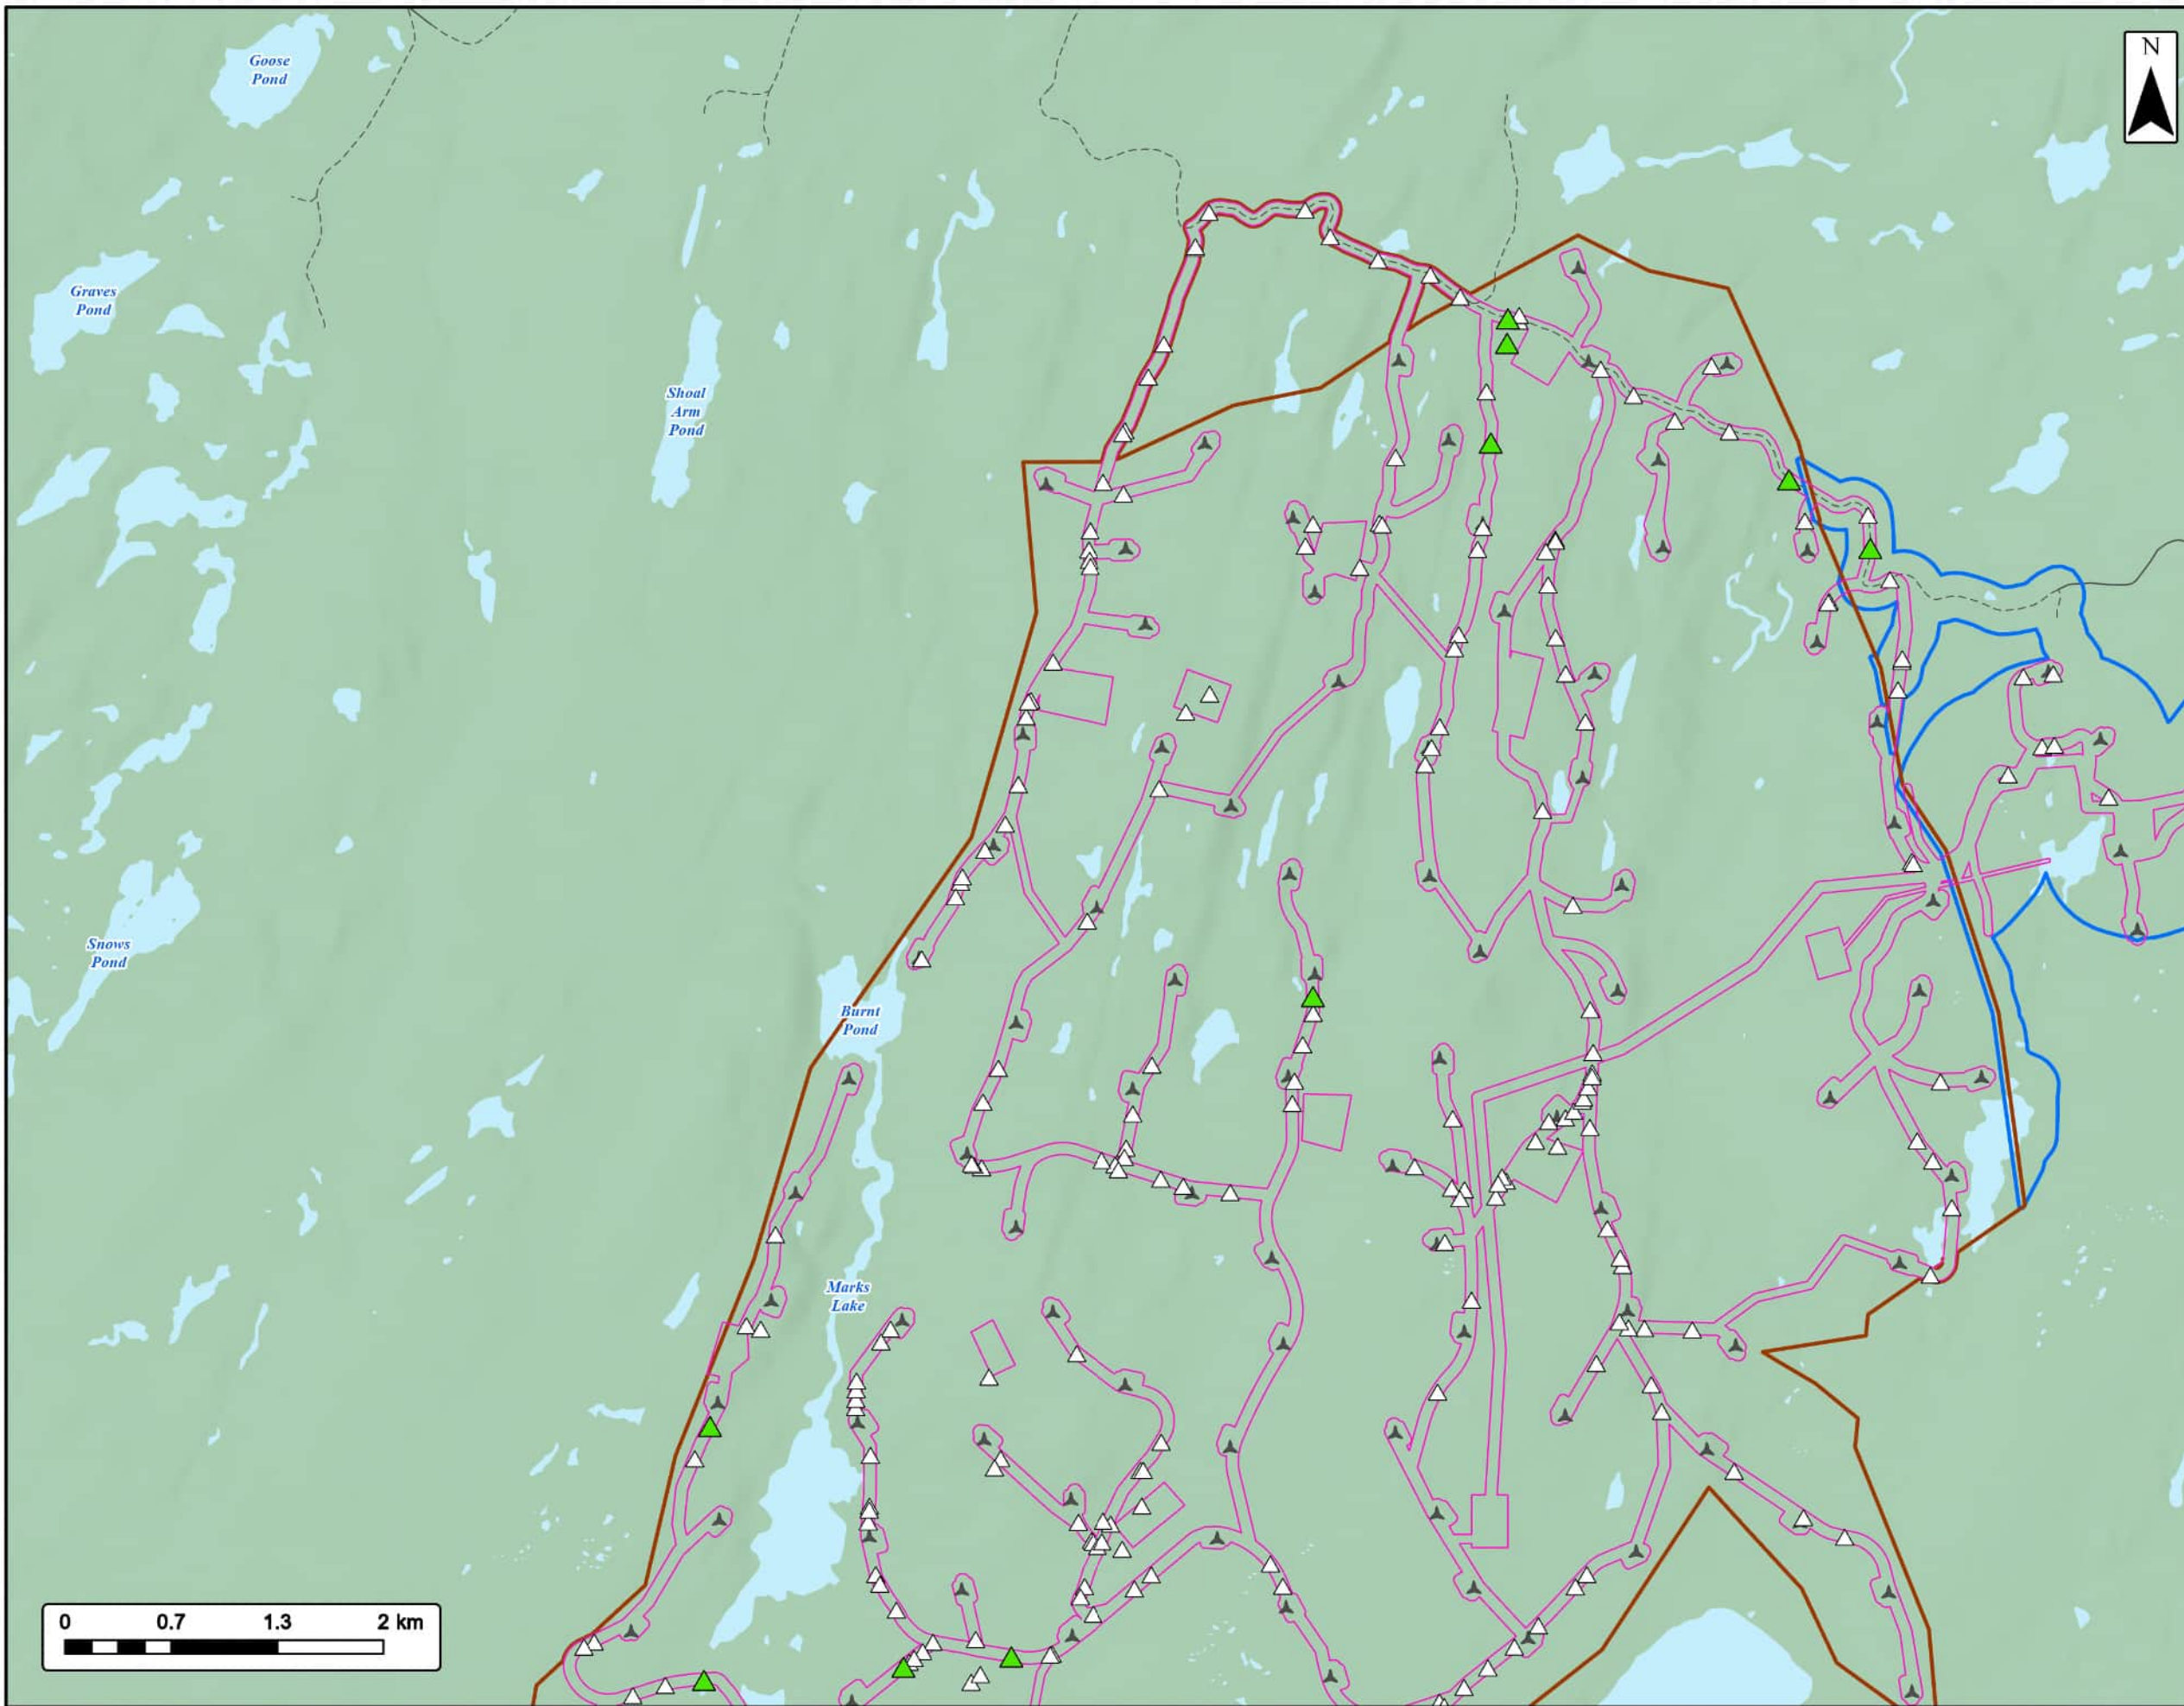 Goose
Pond
N
Graves
Pond
Shoal
Arm
Pond
Snows
Pond
Burnt
Pond
Marks
Lake
0 0.7 1.3 2 km